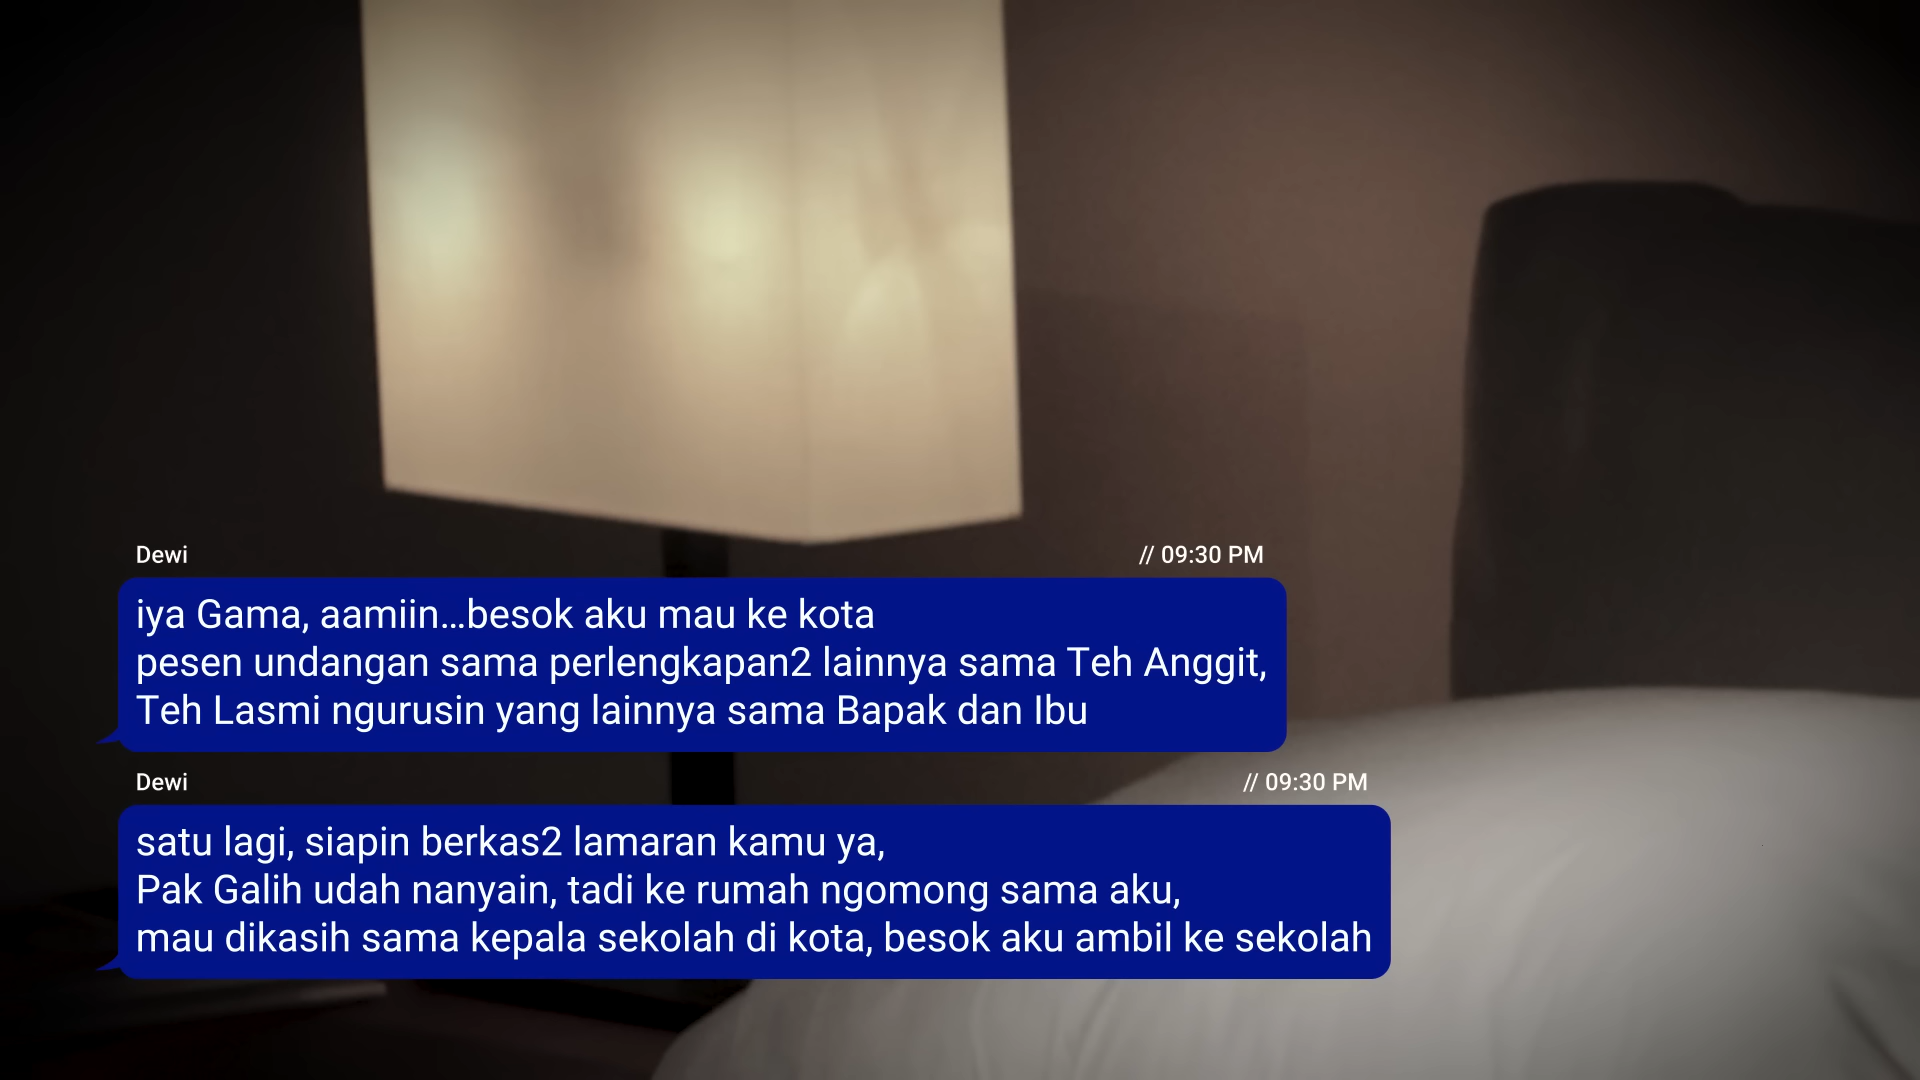 Dewi // 09:30 PM
iya Gama, aamiin...besok aku mau ke kota
pesen undangan sama perlengkapan2 lainnya sama Teh Anggit,
Teh Lasmi ngurusin yang lainnya sama Bapak dan Ibu
Dewi // 09:30 PM
satu lagi, siapin berkas2 lamaran kamu ya,
Pak Galih udah nanyain, tadi ke rumah ngomong sama aku,
mau dikasih sama kepala sekolah di kota, besok aku ambil ke sekolah